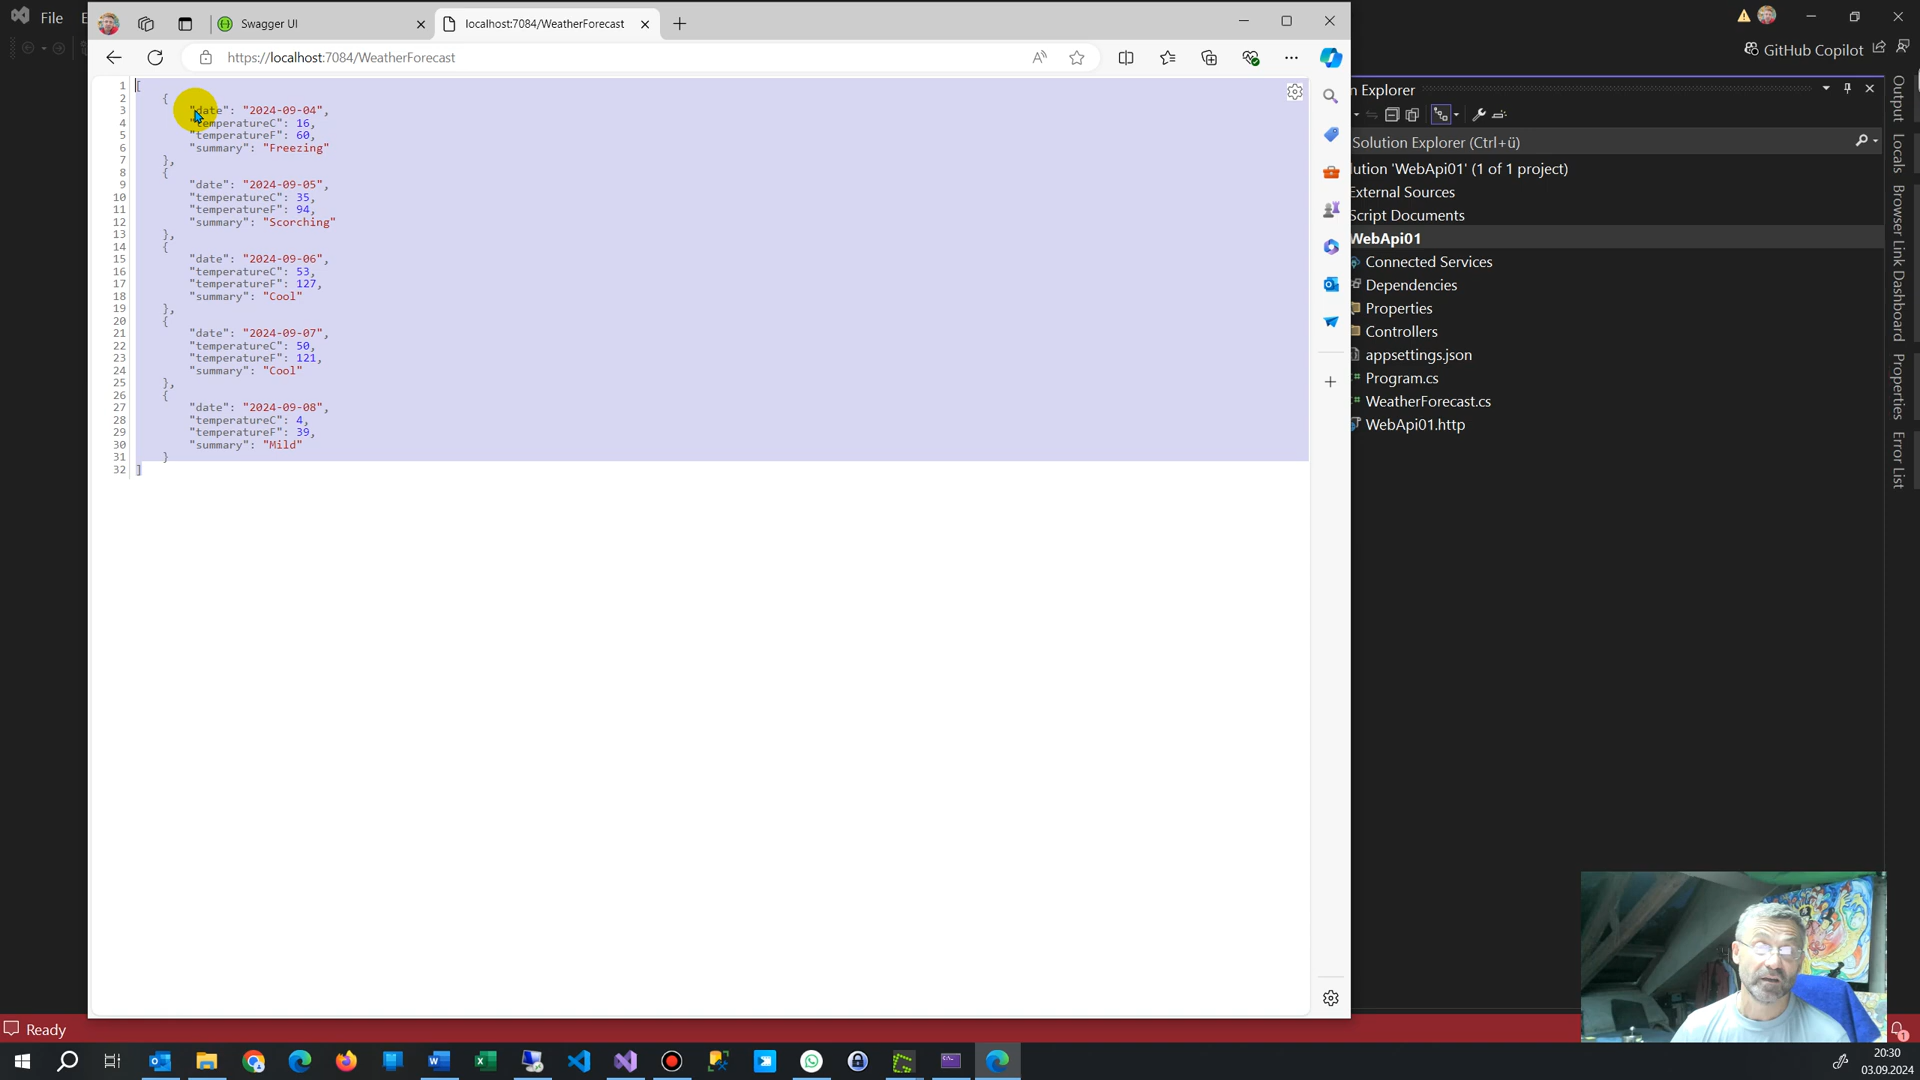 File
Swagger UI
localhost:7084/WeatherForecast
https://localhost:7084/WeatherForecast
GitHub Copilot
1 [
2 {
3 "date": "2024-09-04",
4 "temperatureC": 16,
5 "temperatureF": 60,
6 "summary": "Freezing"
7 },
8 {
9 "date": "2024-09-05",
10 "temperatureC": 35,
11 "temperatureF": 94,
12 "summary": "Scorching"
13 },
14 {
15 "date": "2024-09-06",
16 "temperatureC": 53,
17 "temperatureF": 127,
18 "summary": "Cool"
19 },
20 {
21 "date": "2024-09-07",
22 "temperatureC": 50,
23 "temperatureF": 121,
24 "summary": "Cool"
25 },
26 {
27 "date": "2024-09-08",
28 "temperatureC": 4,
29 "temperatureF": 39,
30 "summary": "Mild"
31 }
32 ]
n Explorer
Solution Explorer (Ctrl+ü)
lution 'WebApi01' (1 of 1 project)
External Sources
Script Documents
WebApi01
Connected Services
Dependencies
Properties
Controllers
appsettings.json
Program.cs
WeatherForecast.cs
WebApi01.http
Output
Locals
Browser Link Dashboard
Properties
Error List
Ready
20:30
03.09.2024